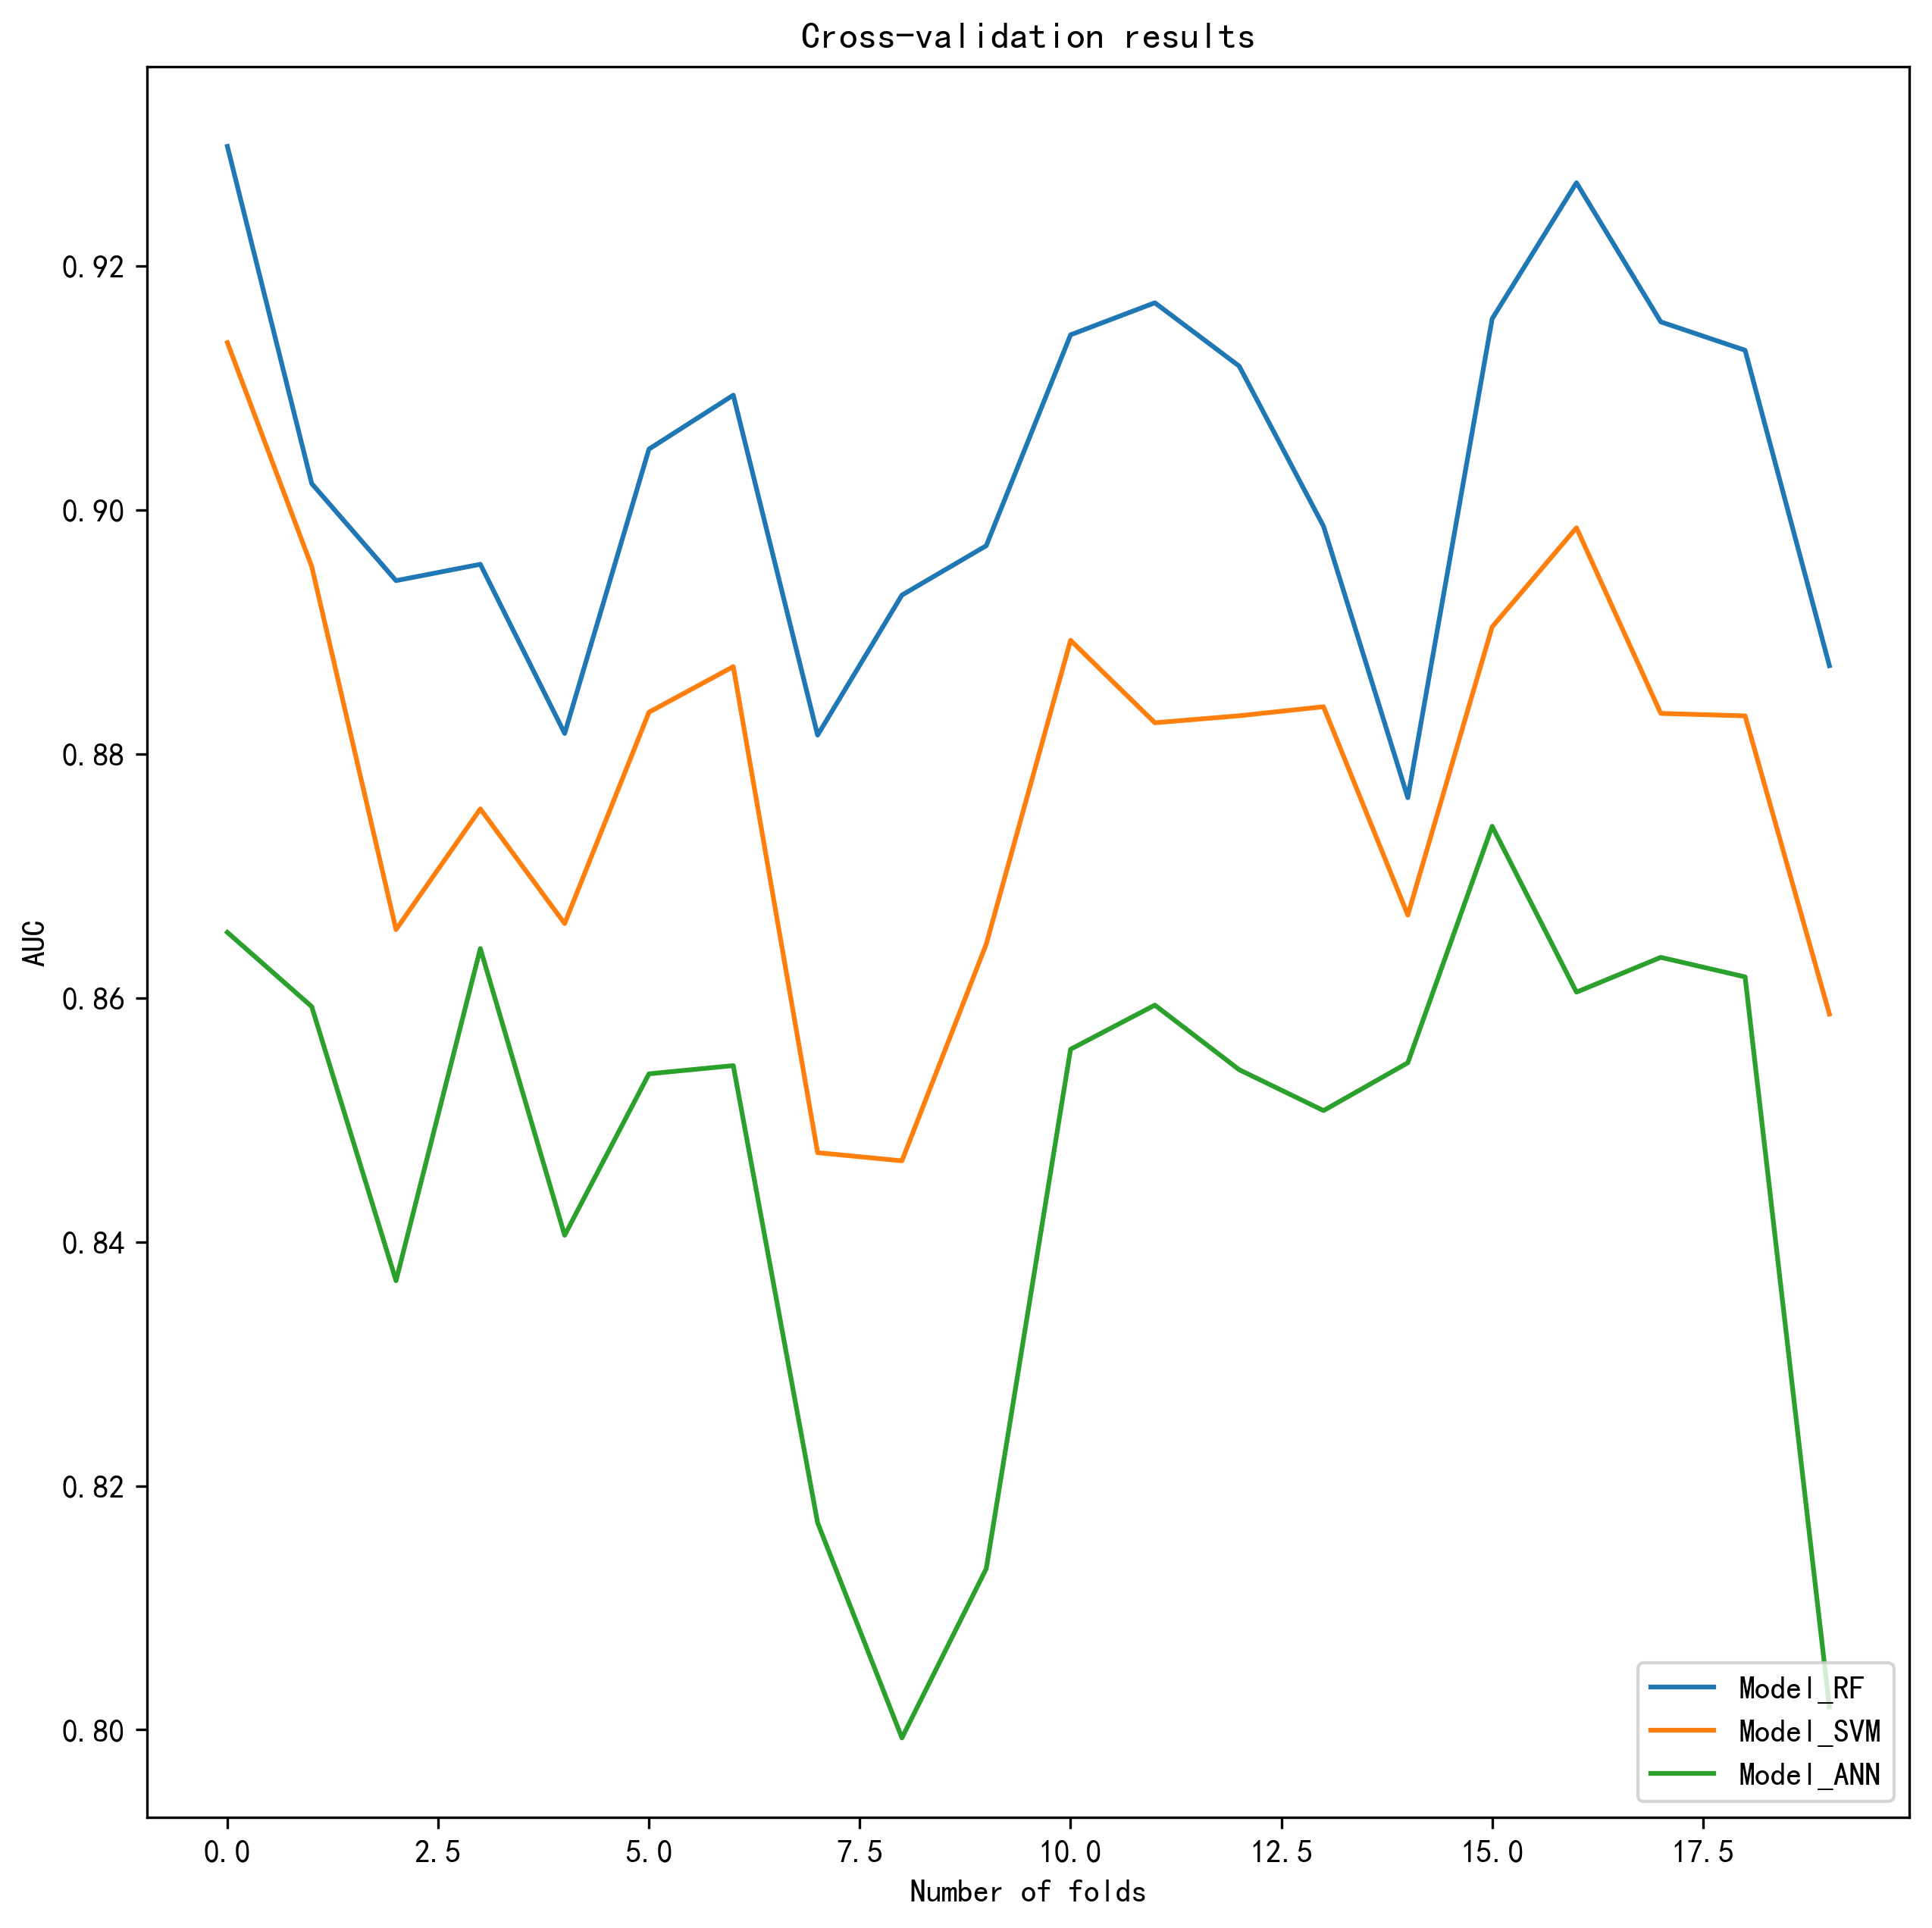 Cross-validation results
0.92
0.90
0.88
0.86
0.84
0.82
0.80
AUC
0.0 2.5 5.0 7.5 10.0 12.5 15.0 17.5
Number of folds
Model_RF
Model_SVM
Model_ANN